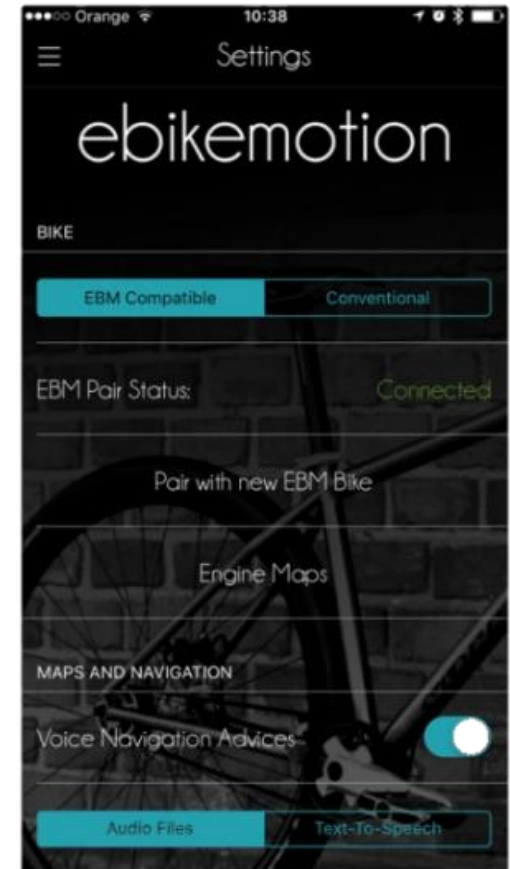 Orange 10:38
Settings
ebikemotion
BIKE
EBM Compatible Conventional
EBM Pair Status: Connected
Pair with new EBM Bike
Engine Maps
MAPS AND NAVIGATION
Voice Navigation Advices
Audio Files Text-To-Speech